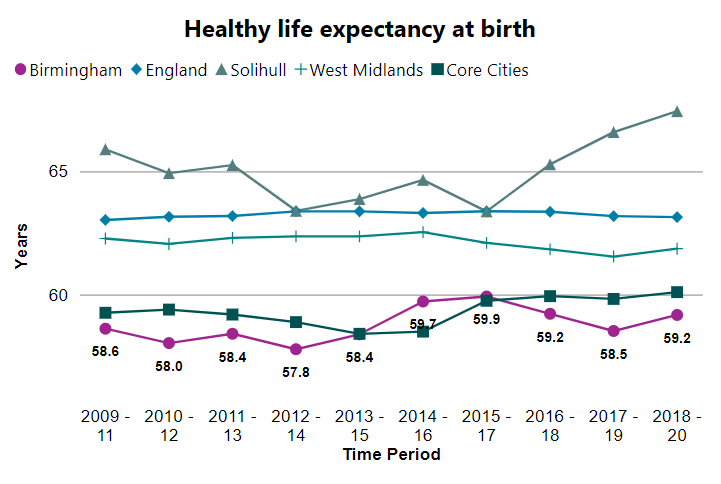 Healthy life expectancy at birth
Birmingham England Solihull West Midlands Core Cities
65
60
Years
58.6 58.0 58.4 57.8 58.4 59.7 59.9 59.2 58.5 59.2
2009 - 2010 - 2011 - 2012 - 2013 - 2014 - 2015 - 2016 - 2017 - 2018 -
11 12 13 14 15 16 17 18 19 20
Time Period